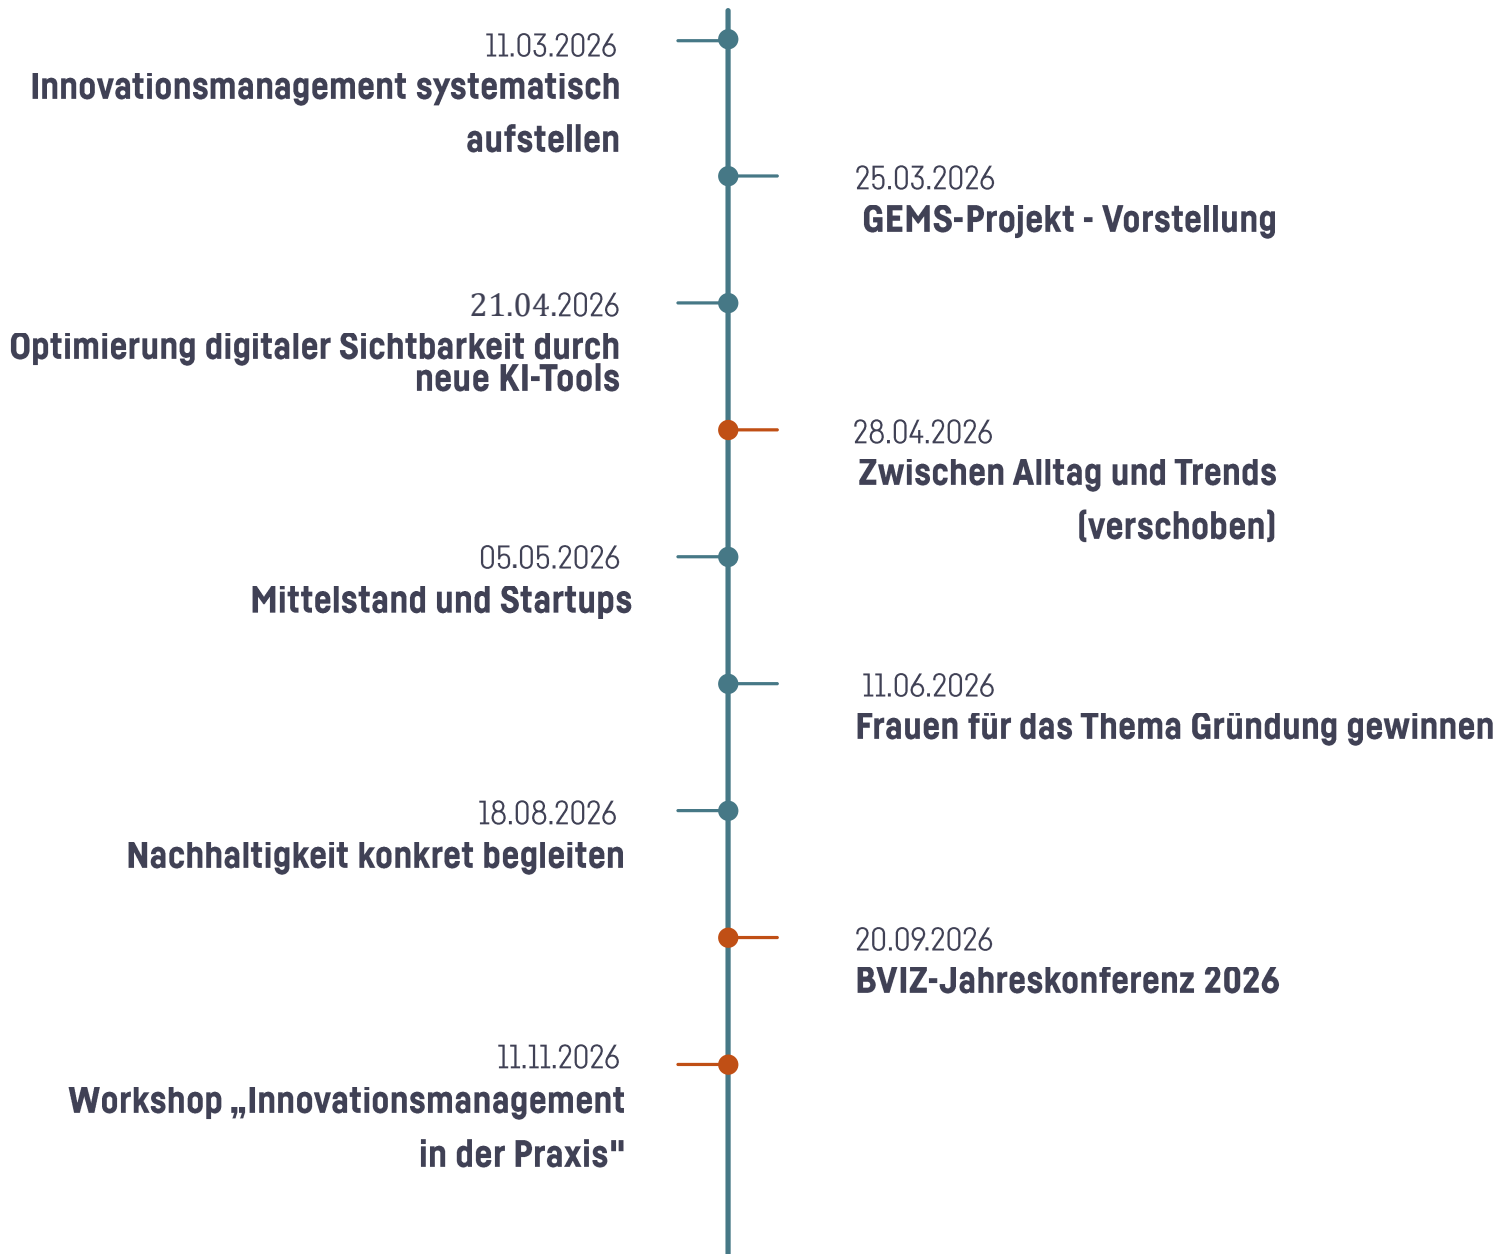 11.03.2026
Innovationsmanagement systematisch
aufstellen
25.03.2026
GEMS-Projekt - Vorstellung
21.04.2026
Optimierung digitaler Sichtbarkeit durch
neue KI-Tools
28.04.2026
Zwischen Alltag und Trends
(verschoben)
05.05.2026
Mittelstand und Startups
11.06.2026
Frauen für das Thema Gründung gewinnen
18.08.2026
Nachhaltigkeit konkret begleiten
20.09.2026
BVIZ-Jahreskonferenz 2026
11.11.2026
Workshop „Innovationsmanagement
in der Praxis"